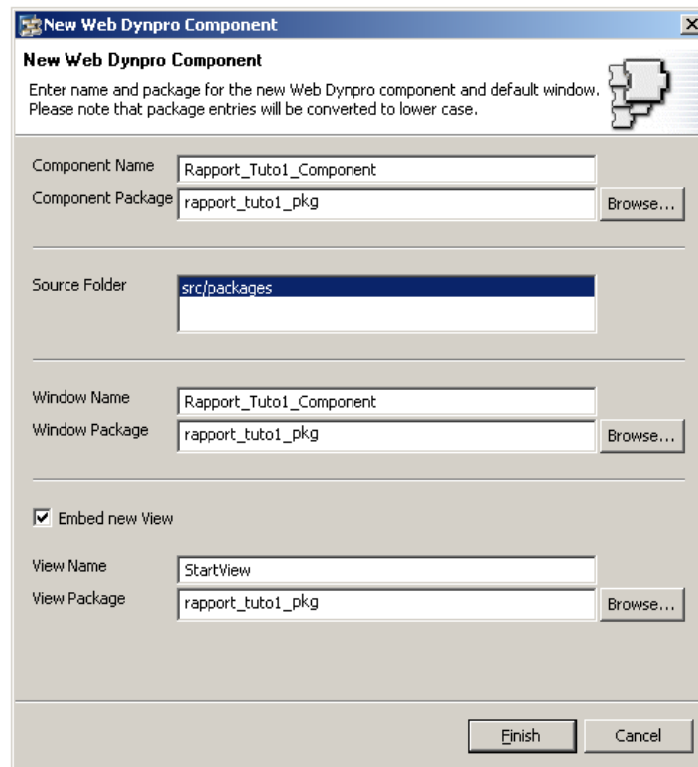 New Web Dynpro Component
New Web Dynpro Component
Enter name and package for the new Web Dynpro component and default window.
Please note that package entries will be converted to lower case.
Component Name Rapport_Tuto1_Component
Component Package rapport_tuto1_pkg Browse...
Source Folder src/packages
Window Name Rapport_Tuto1_Component
Window Package rapport_tuto1_pkg Browse...
Embed new View
View Name StartView
View Package rapport_tuto1_pkg Browse...
Finish Cancel